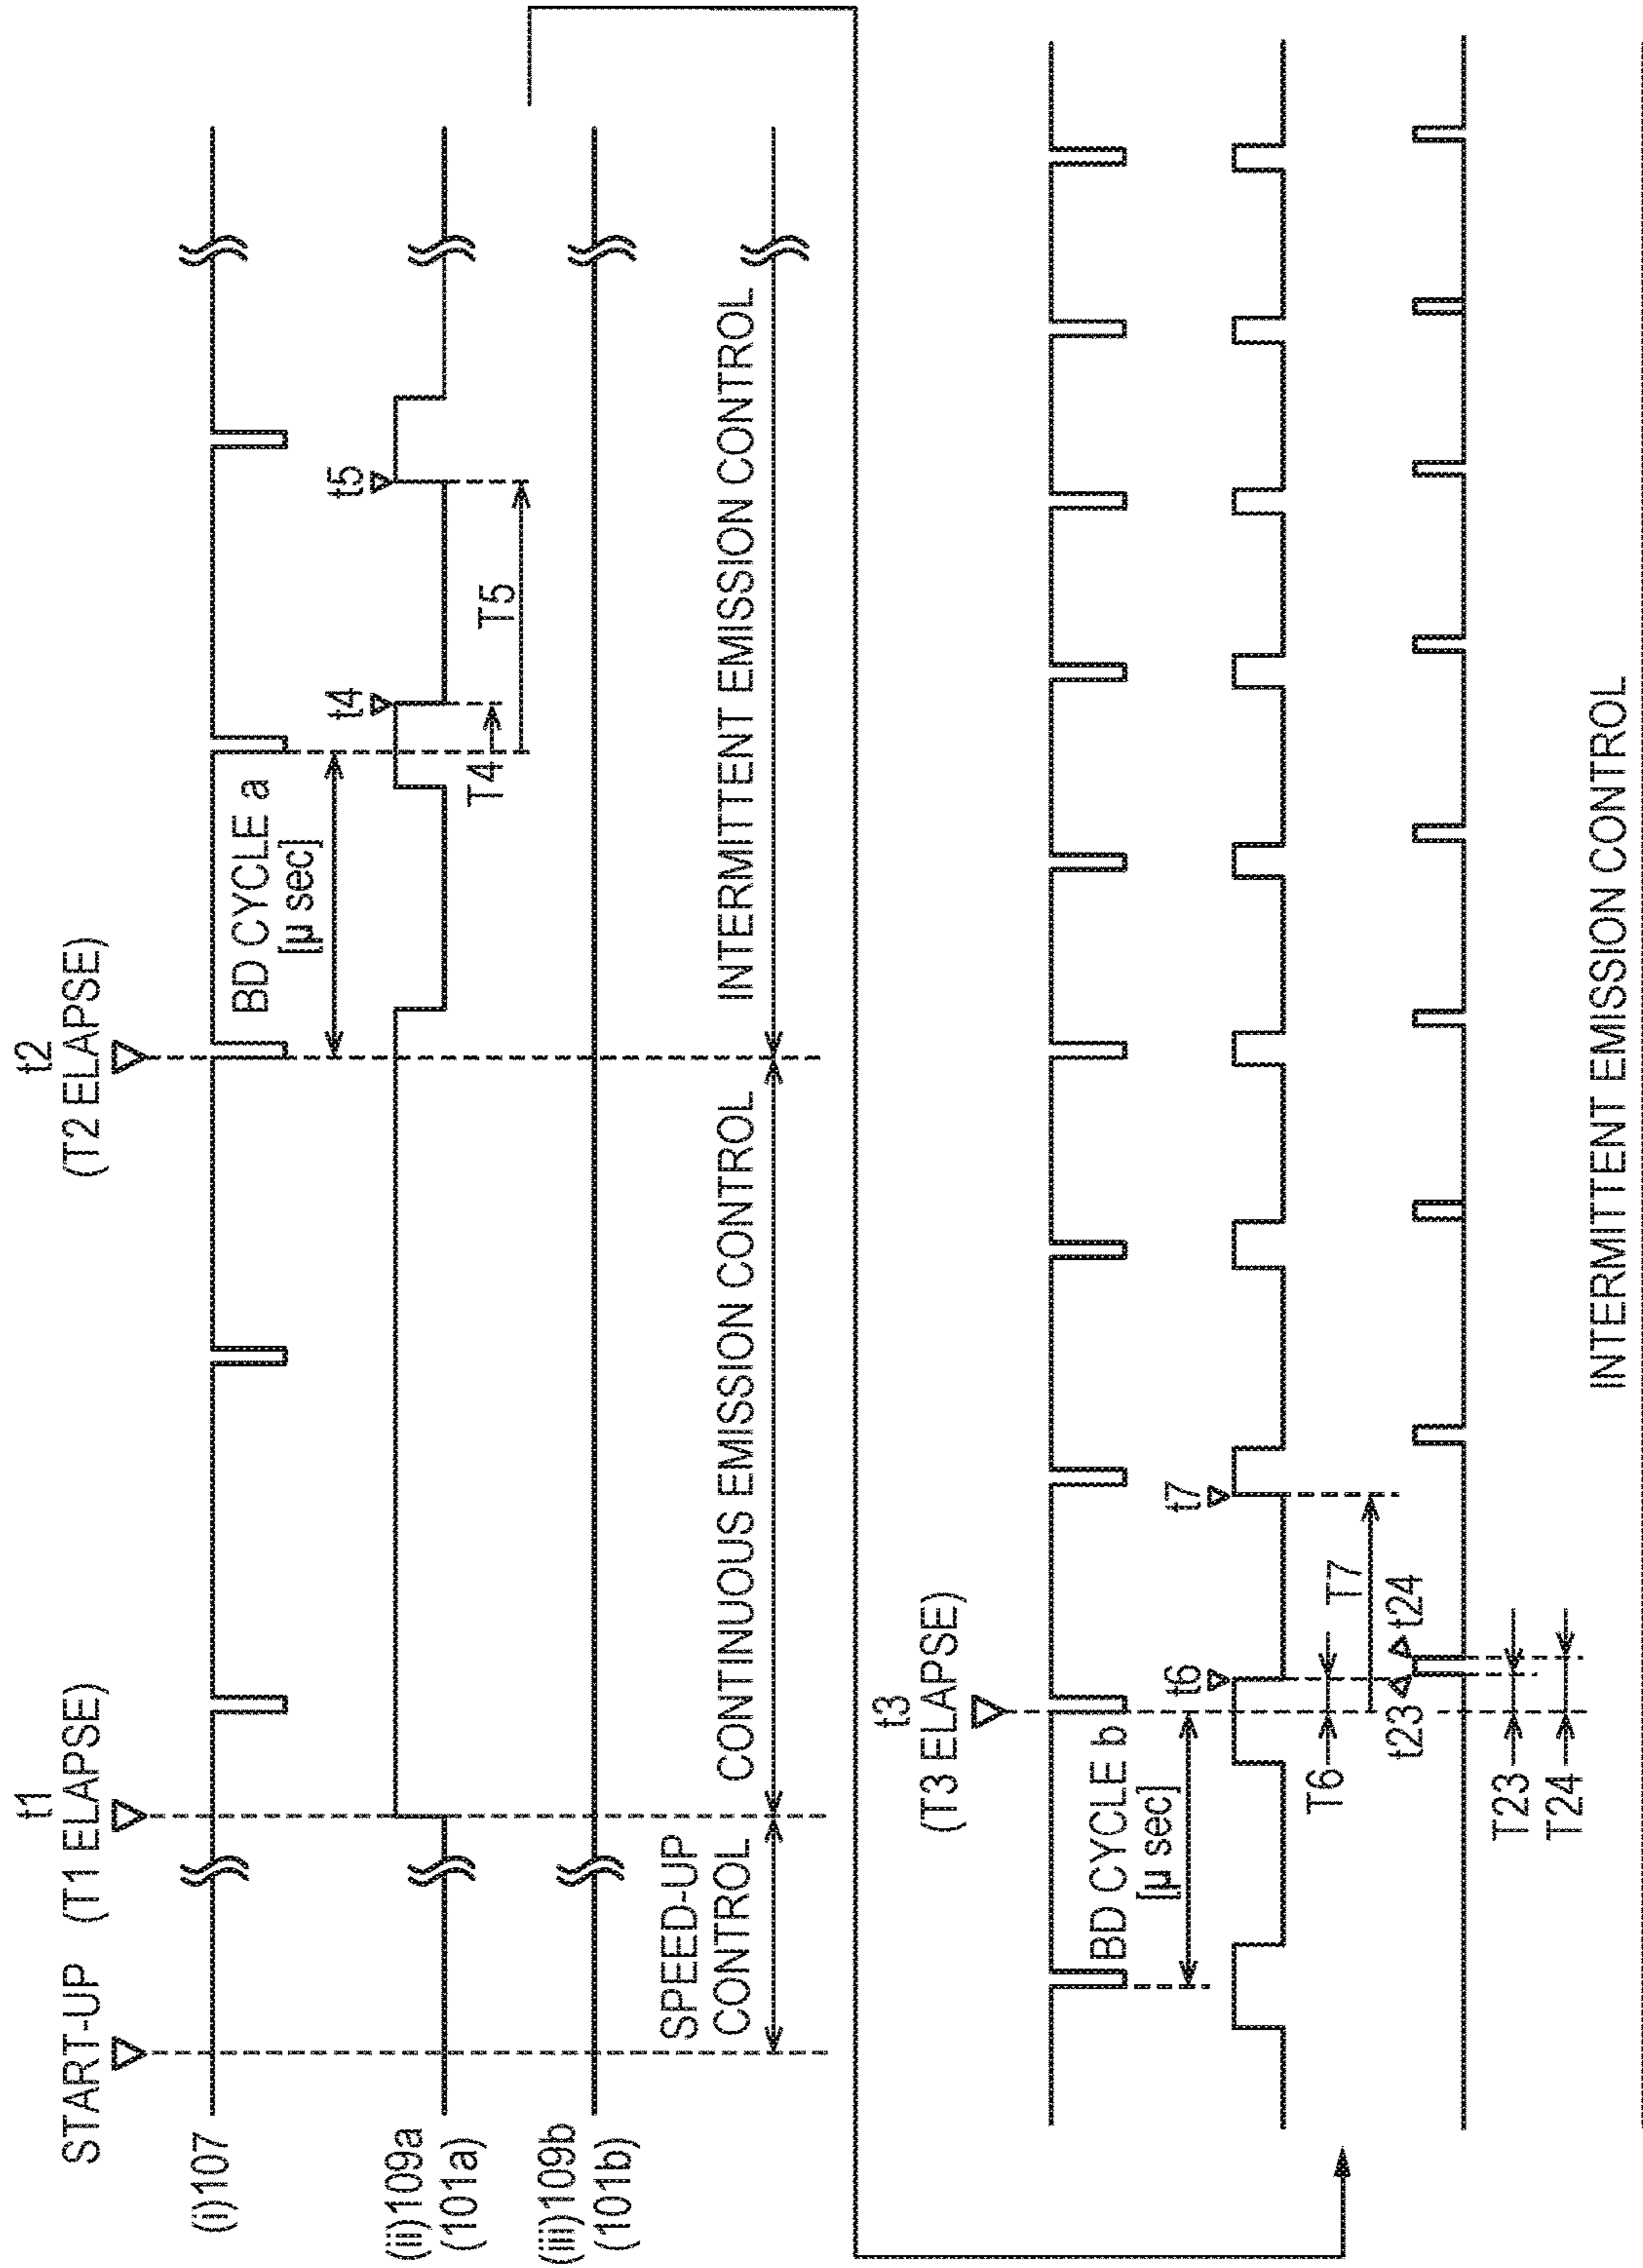 START-UP
t1
(T1 ELAPSE)
t2
(T2 ELAPSE)
(i)107
BD CYCLE a
[µ sec]
(ii)109a
(101a)
t4
t5
T4
T5
(iii)109b
(101b)
SPEED-UP
CONTROL
CONTINUOUS EMISSION CONTROL
INTERMITTENT EMISSION CONTROL
t3
(T3 ELAPSE)
BD CYCLE b
[µ sec]
t6
t7
T6
T7
t23
t24
T23
T24
INTERMITTENT EMISSION CONTROL